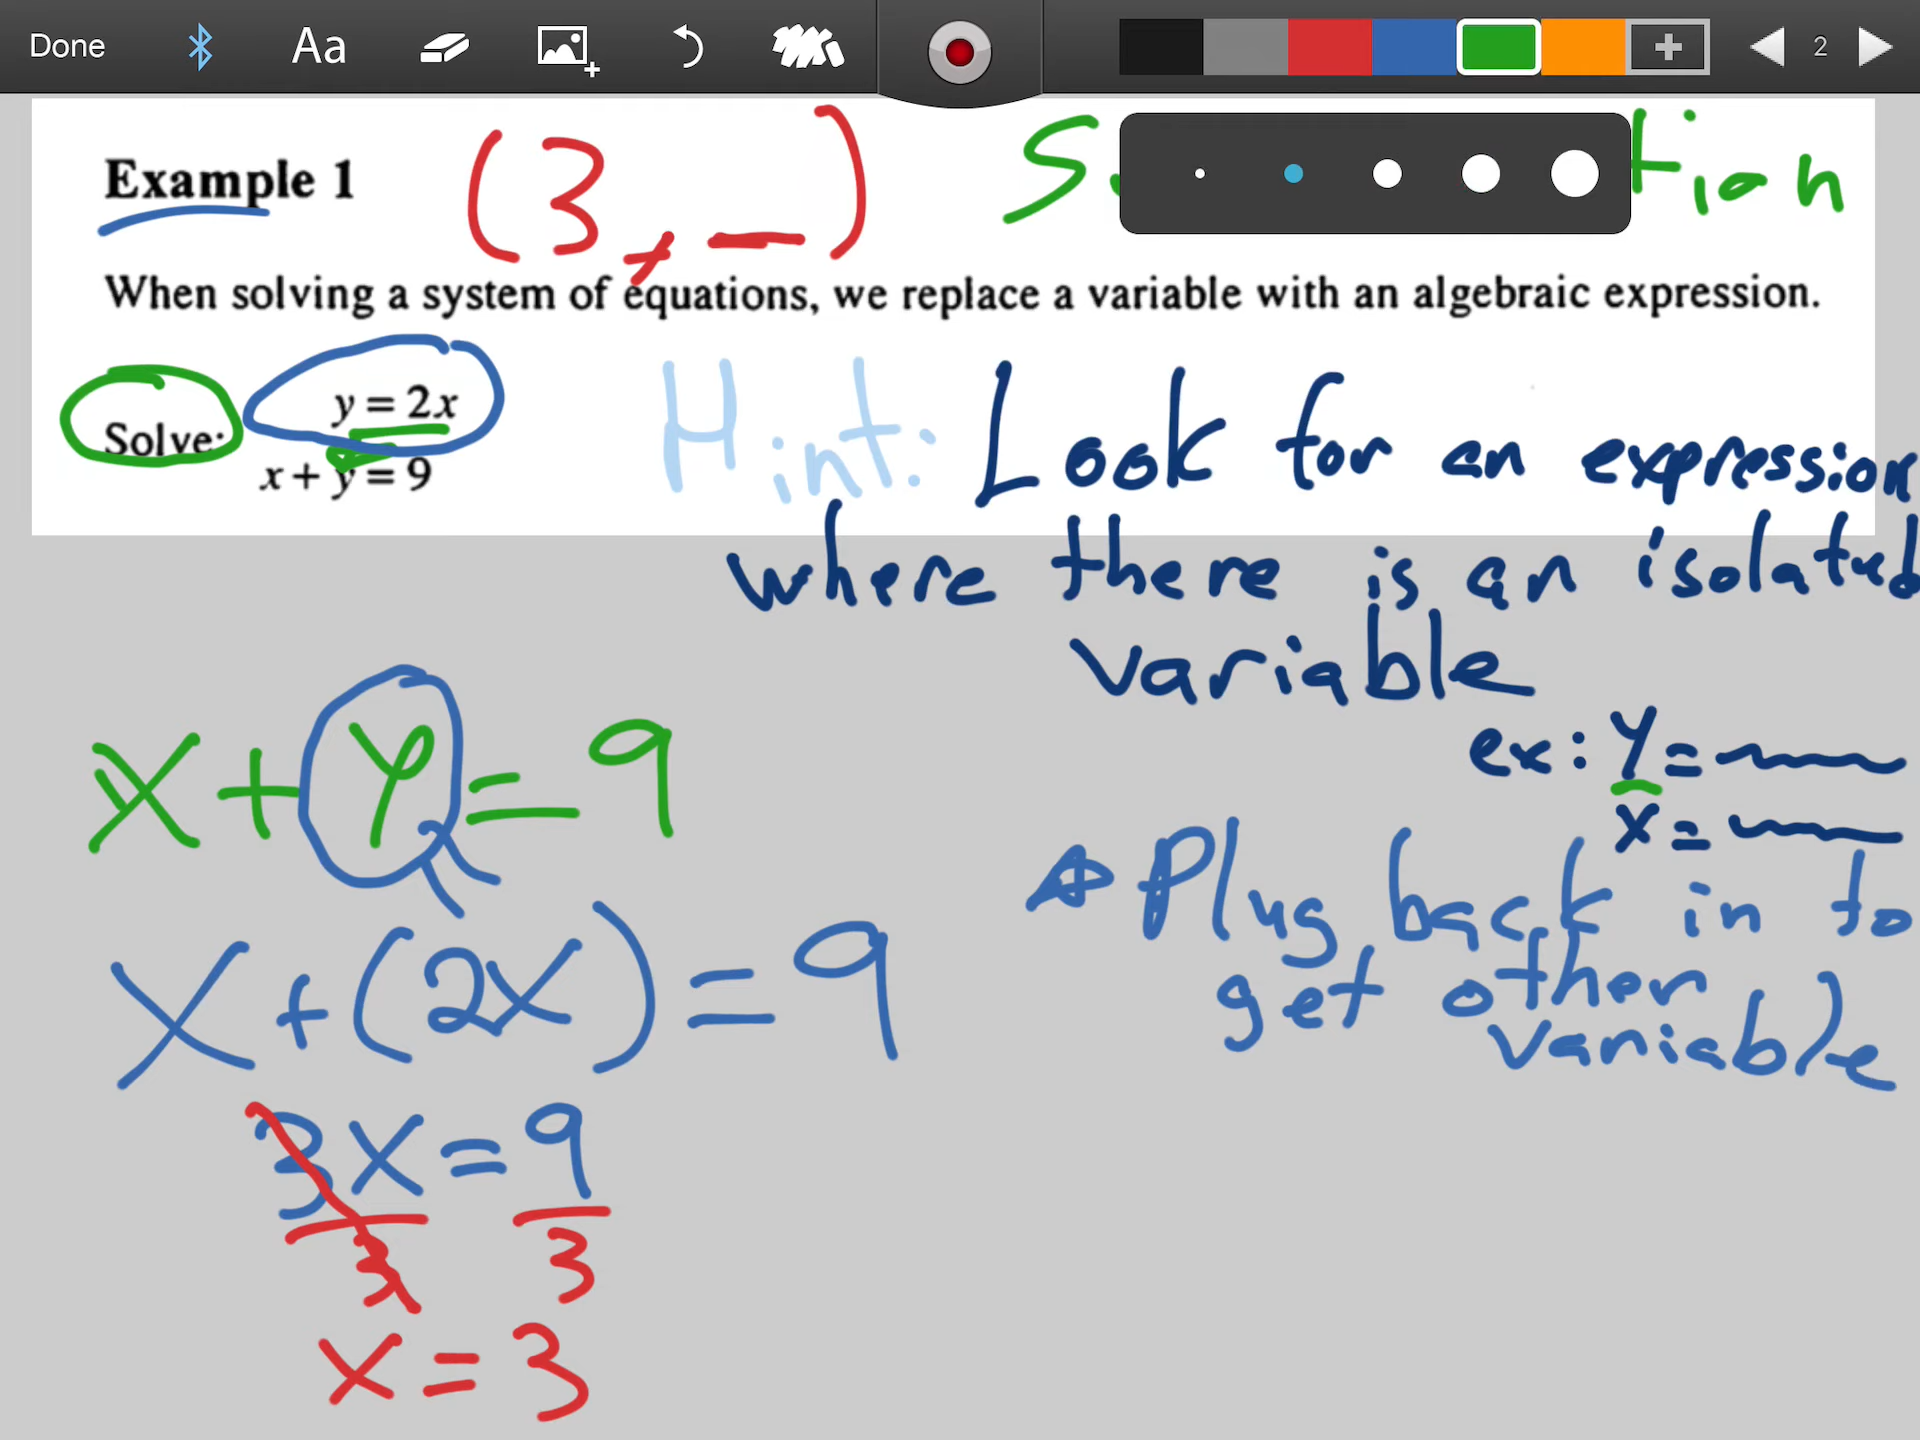 Done Aa 2
Example 1 (3, _) S tion
When solving a system of equations, we replace a variable with an algebraic expression.
Solve: y = 2x
x + y = 9
Hint: Look for an expression
where there is an isolated
variable
ex: y=
x=
x + y = 9
Plug back in to
get other
variable
x + (2x) = 9
3x = 9
3 3
x = 3